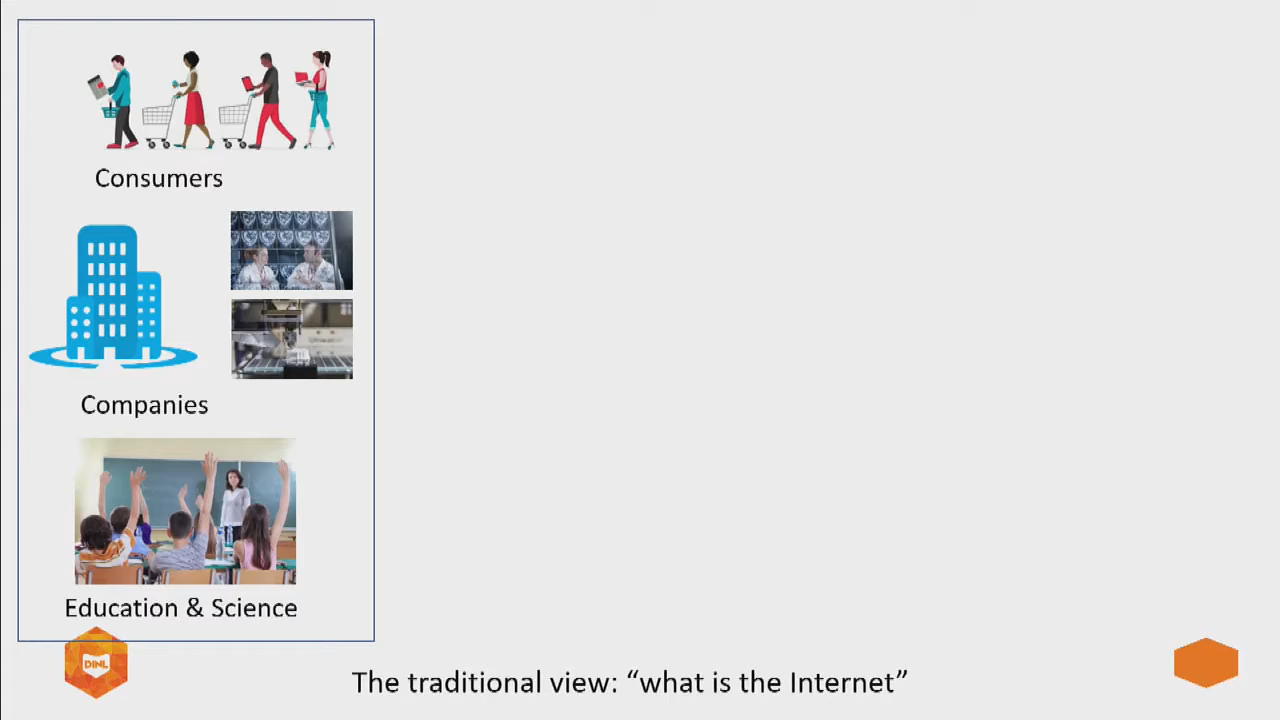 Consumers
Companies
Education & Science
DINL
The traditional view: “what is the Internet”